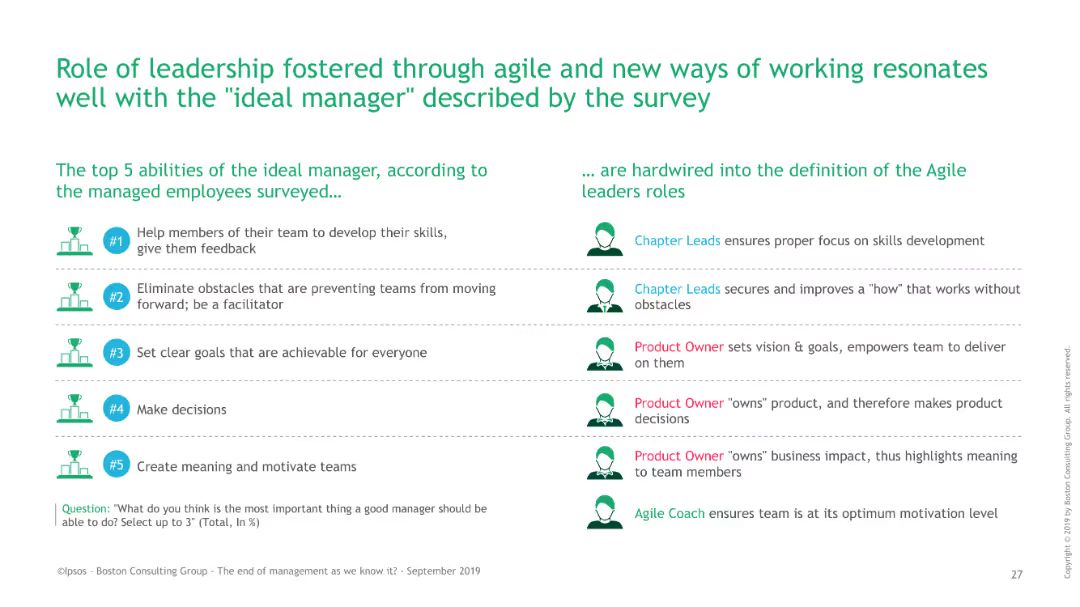 Role of leadership fostered through agile and new ways of working resonates
well with the "ideal manager" described by the survey
The top 5 abilities of the ideal manager, according to
the managed employees surveyed…
#1
Help members of their team to develop their skills,
give them feedback
#2
Eliminate obstacles that are preventing teams from moving
forward; be a facilitator
#3
Set clear goals that are achievable for everyone
#4
Make decisions
#5
Create meaning and motivate teams
Question: "What do you think is the most important thing a good manager should be
able to do? Select up to 3" (Total, In %)
… are hardwired into the definition of the Agile
leaders roles
Chapter Leads ensures proper focus on skills development
Chapter Leads secures and improves a "how" that works without
obstacles
Product Owner sets vision & goals, empowers team to deliver
on them
Product Owner "owns" product, and therefore makes product
decisions
Product Owner "owns" business impact, thus highlights meaning
to team members
Agile Coach ensures team is at its optimum motivation level
©Ipsos - Boston Consulting Group - The end of management as we know it? - September 2019
27
Copyright © 2019 by Boston Consulting Group. All rights reserved.